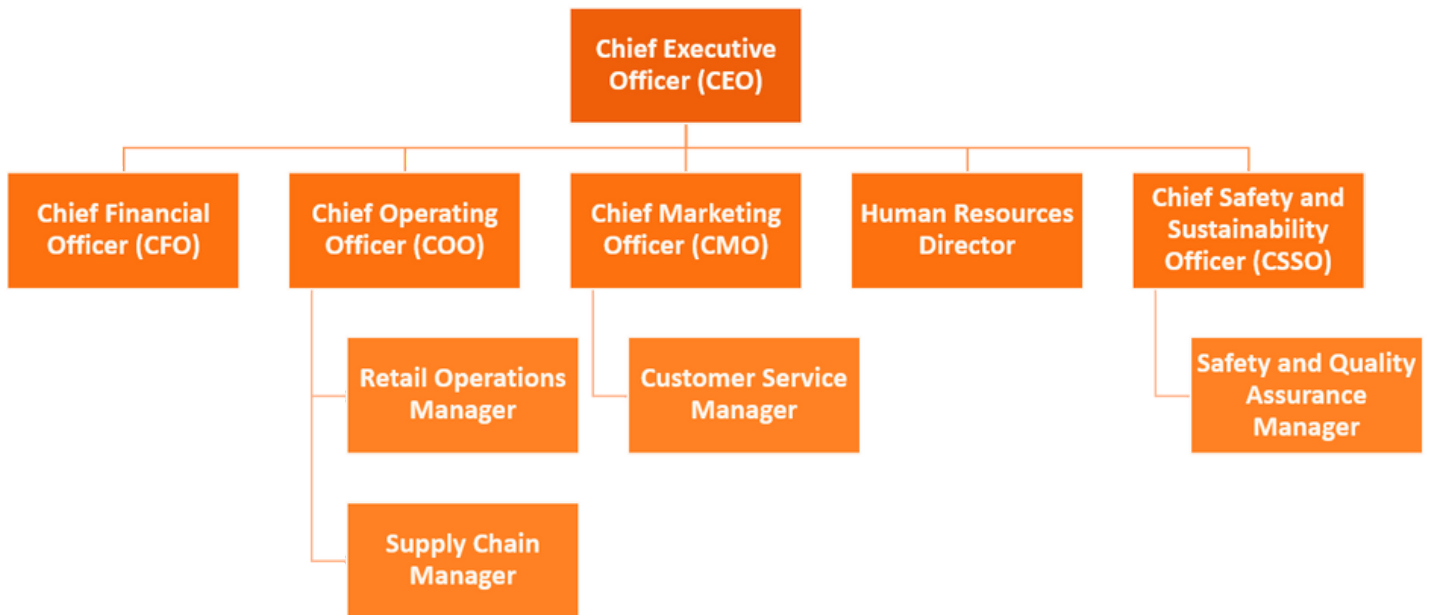 Chief Executive
Officer (CEO)
Chief Financial
Officer (CFO)
Chief Operating
Officer (COO)
Chief Marketing
Officer (CMO)
Human Resources
Director
Chief Safety and
Sustainability
Officer (CSSO)
Retail Operations
Manager
Customer Service
Manager
Safety and Quality
Assurance
Manager
Supply Chain
Manager